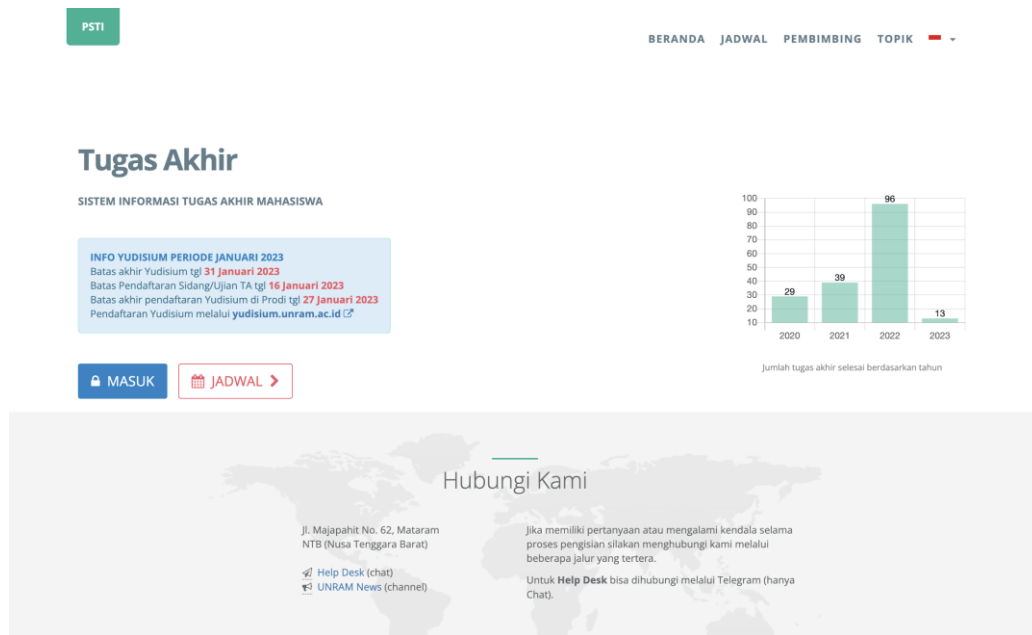 PSTI
BERANDA JADWAL PEMBIMBING TOPIK
Tugas Akhir
SISTEM INFORMASI TUGAS AKHIR MAHASISWA
INFO YUDISIUM PERIODE JANUARI 2023
Batas akhir Yudisium tgl 31 Januari 2023
Batas Pendaftaran Sidang/Ujian TA tgl 16 Januari 2023
Batas akhir pendaftaran Yudisium di Prodi tgl 27 Januari 2023
Pendaftaran Yudisium melalui yudisium.unram.ac.id
MASUK
JADWAL
100
90
80
70
60
50
40
30
20
10
29
39
96
13
2020 2021 2022 2023
Jumlah tugas akhir selesai berdasarkan tahun
Hubungi Kami
Jl. Majapahit No. 62, Mataram
NTB (Nusa Tenggara Barat)
Help Desk (chat)
UNRAM News (channel)
Jika memiliki pertanyaan atau mengalami kendala selama
proses pengisian silakan menghubungi kami melalui
beberapa jalur yang tertera.
Untuk Help Desk bisa dihubungi melalui Telegram (hanya
Chat).